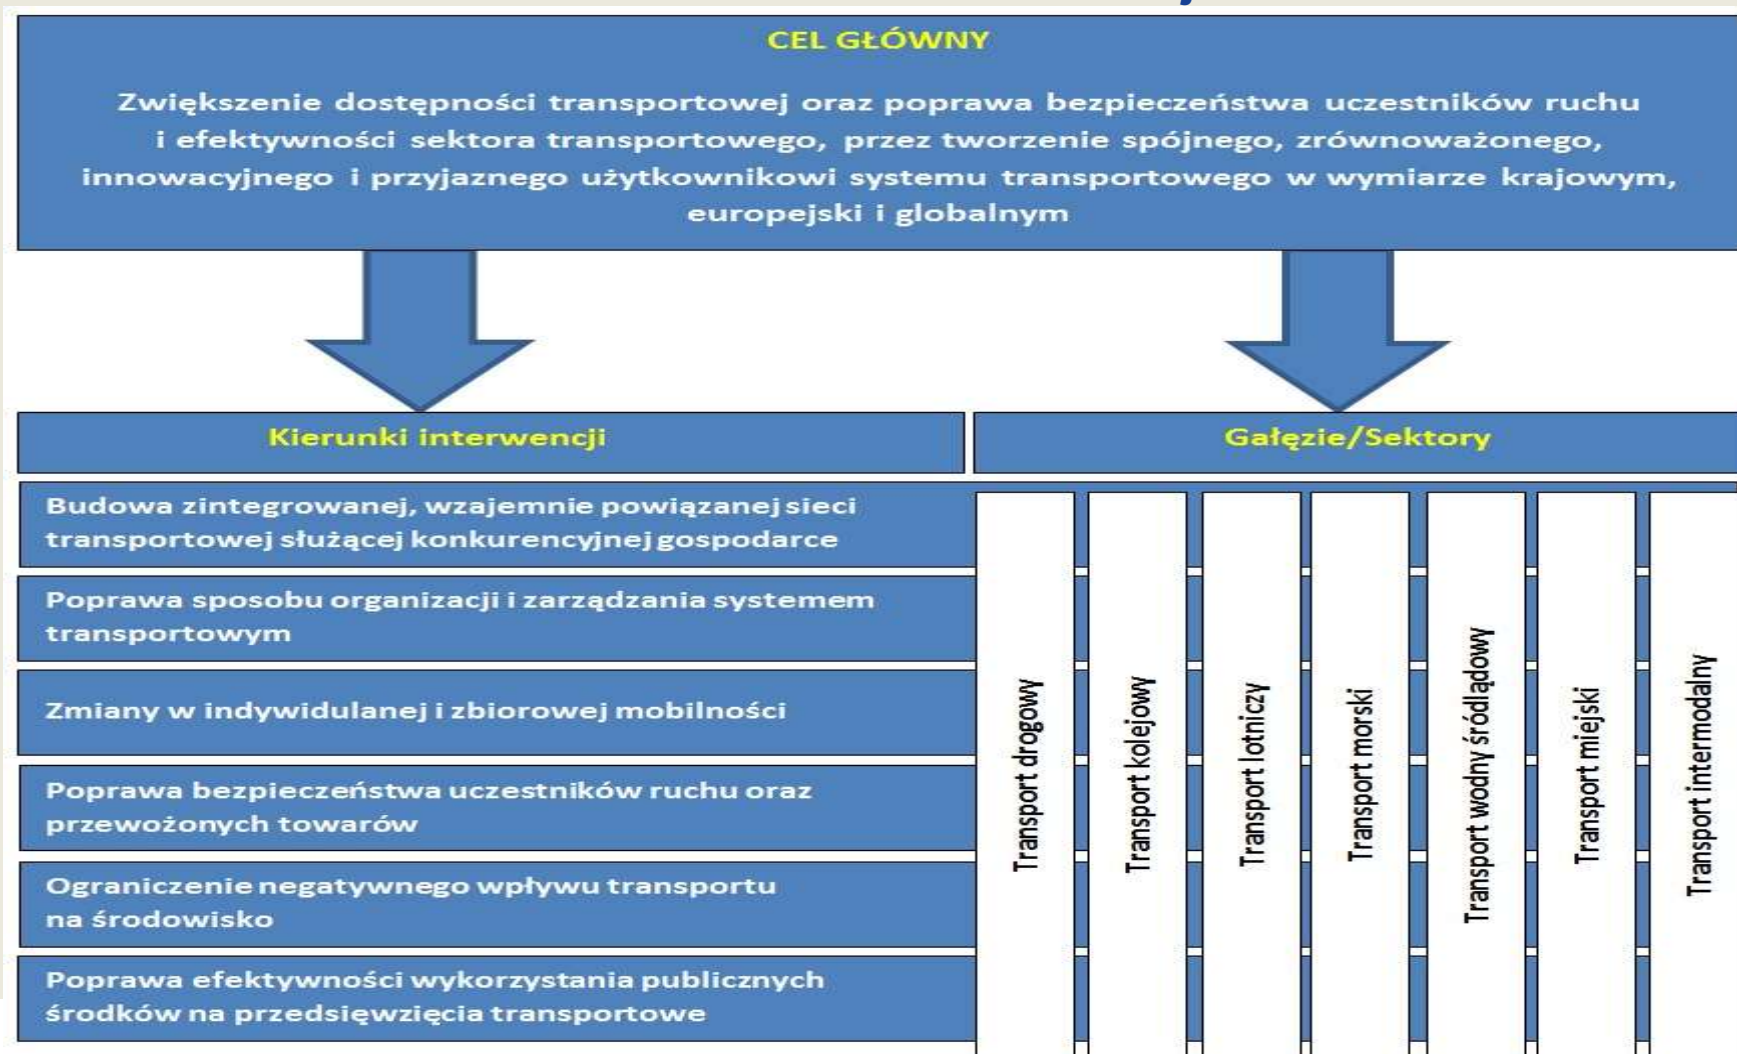 CEL GŁÓWNY
Zwiększenie dostępności transportowej oraz poprawa bezpieczeństwa uczestników ruchu
i efektywności sektora transportowego, przez tworzenie spójnego, zrównoważonego,
innowacyjnego i przyjaznego użytkownikowi systemu transportowego w wymiarze krajowym,
europejski i globalnym
Kierunki interwencji
Gałęzie/Sektory
Budowa zintegrowanej, wzajemnie powiązanej sieci
transportowej służącej konkurencyjnej gospodarce
Poprawa sposobu organizacji i zarządzania systemem
transportowym
Zmiany w indywidulanej i zbiorowej mobilności
Poprawa bezpieczeństwa uczestników ruchu oraz
przewożonych towarów
Ograniczenie negatywnego wpływu transportu
na środowisko
Poprawa efektywności wykorzystania publicznych
środków na przedsięwzięcia transportowe
Transport drogowy
Transport kolejowy
Transport lotniczy
Transport morski
Transport wodny śródlądowy
Transport miejski
Transport intermodalny